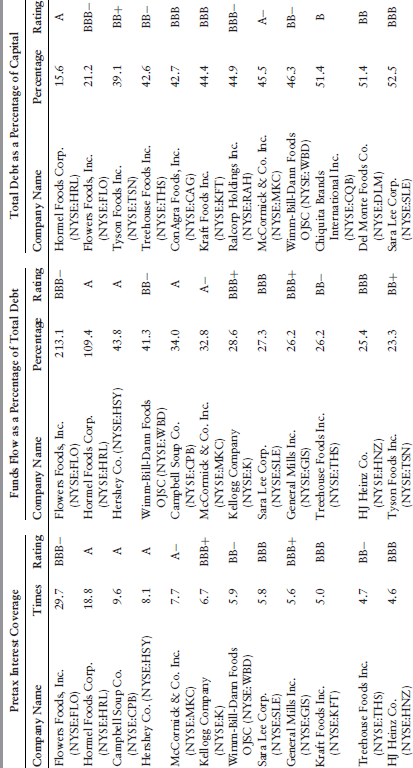 Pretax Interest Coverage Funds Flow as a Percentage of Total Debt Total Debt as a Percentage of Capital
Company Name Times Rating Company Name Percentage Rating Company Name Percentage Rating
Flowers Foods, Inc. 29.7 BBB– Flowers Foods, Inc. 213.1 BBB– Hormel Foods Corp. 15.6 A
(NYSE:FLO) (NYSE:FLO) (NYSE:HRL)
Hormel Foods Corp. 18.8 A Hormel Foods Corp. 109.4 A Flowers Foods, Inc. 21.2 BBB–
(NYSE:HRL) (NYSE:HRL) (NYSE:FLO)
Campbell Soup Co. 9.6 A Hershey Co. (NYSE:HSY) 43.8 A Tyson Foods Inc. 39.1 BB+
(NYSE:CPB) (NYSE:TSN)
Hershey Co. (NYSE:HSY) 8.1 A Wimm-Bill-Dann Foods 41.3 BB– Treehouse Foods Inc. 42.6 BB–
OJSC (NYSE:WBD) (NYSE:THS)
McCormick & Co. Inc. 7.7 A– Campbell Soup Co. 34.0 A ConAgra Foods, Inc. 42.7 BBB
(NYSE:MKC) (NYSE:CPB) (NYSE:CAG)
Kellogg Company 6.7 BBB+ McCormick & Co. Inc. 32.8 A– Kraft Foods Inc. 44.4 BBB
(NYSE:K) (NYSE:MKC) (NYSE:KFT)
Wimm-Bill-Dann Foods 5.9 BB– Kellogg Company 28.6 BBB+ Ralcorp Holdings Inc. 44.9 BBB–
OJSC (NYSE:WBD) (NYSE:K) (NYSE:RAH)
Sara Lee Corp. 5.8 BBB Sara Lee Corp. 27.3 BBB McCormick & Co. Inc. 45.5 A–
(NYSE:SLE) (NYSE:SLE) (NYSE:MKC)
General Mills Inc. 5.6 BBB+ General Mills Inc. 26.2 BBB+ Wimm-Bill-Dann Foods 46.3 BB–
(NYSE:GIS) (NYSE:GIS) OJSC (NYSE:WBD)
Kraft Foods Inc. 5.0 BBB Treehouse Foods Inc. 26.2 BB– Chiquita Brands 51.4 B
(NYSE:KFT) (NYSE:THS) International Inc.
(NYSE:CQB)
Treehouse Foods Inc. 4.7 BB– HJ Heinz Co. 25.4 BBB Del Monte Foods Co. 51.4 BB
(NYSE:THS) (NYSE:HNZ) (NYSE:DLM)
HJ Heinz Co. 4.6 BBB Tyson Foods Inc. 23.3 BB+ Sara Lee Corp. 52.5 BBB
(NYSE:HNZ) (NYSE:TSN) (NYSE:SLE)